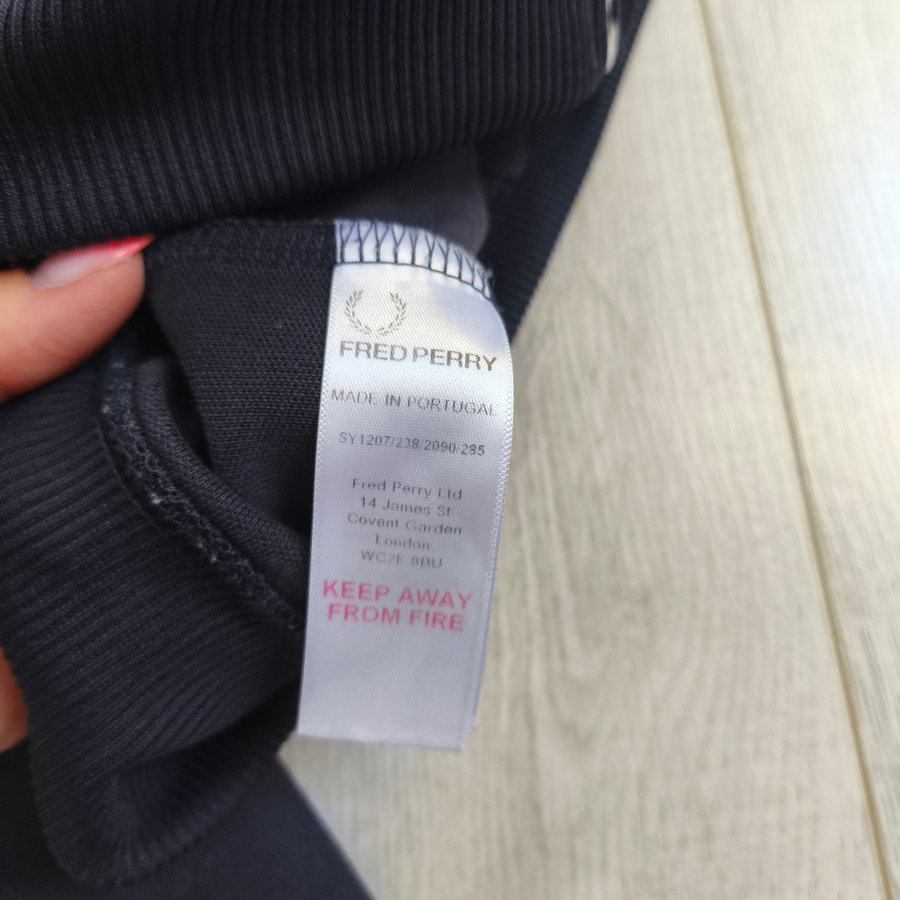 FRED PERRY
MADE IN PORTUGAL
SY1207/238/2090/285
Fred Perry Ltd
14 James St
Covent Garden
London
WC2E 8BU
KEEP AWAY
FROM FIRE